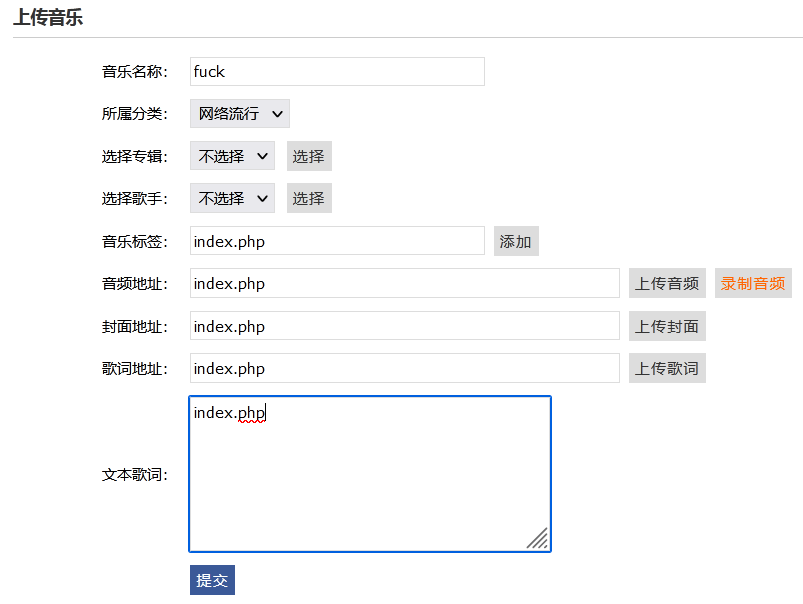 上传音乐
音乐名称： fuck
所属分类： 网络流行
选择专辑： 不选择 选择
选择歌手： 不选择 选择
音乐标签： index.php 添加
音频地址： index.php 上传音频 录制音频
封面地址： index.php 上传封面
歌词地址： index.php 上传歌词
index.php
文本歌词：
提交